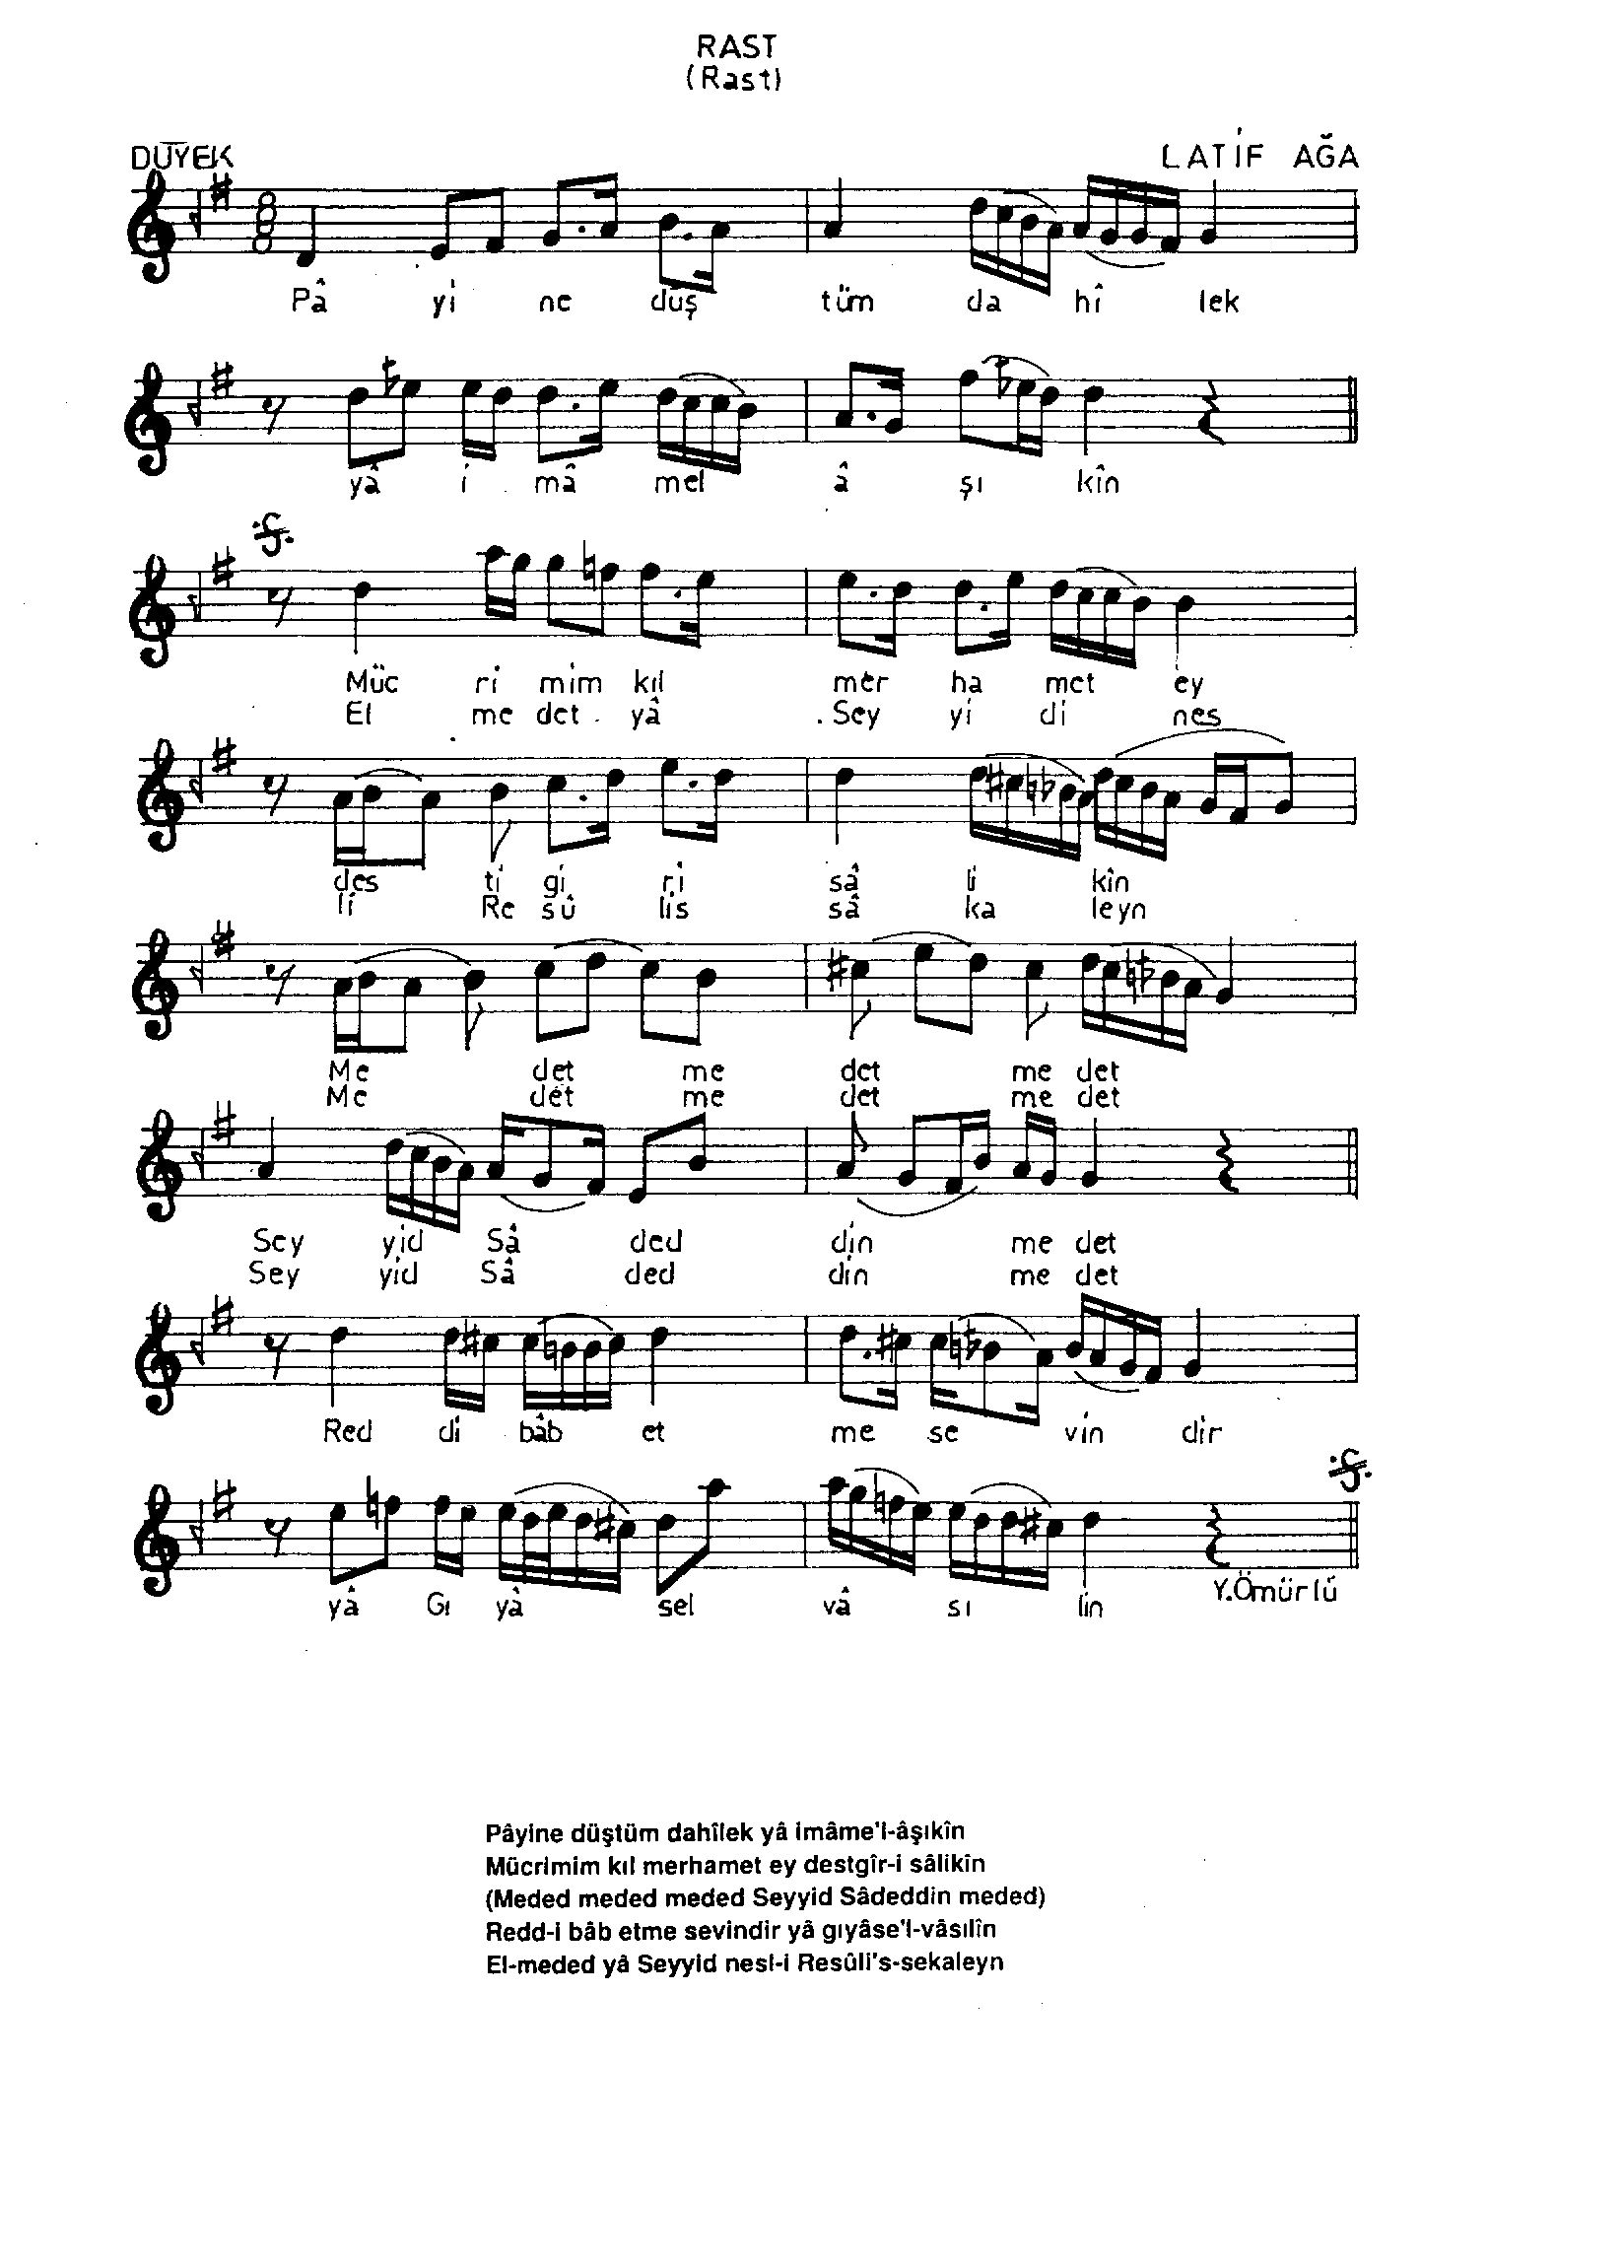 RAST
(Rast)
DÜYEK
LATİF AĞA
8
8
Pâ yi ne düş tüm da hî lek
yâ i mâ mel â şı kîn
Müc ri mim kıl mer ha met ey
El me det yâ Sey yi di nes
des ti gi ri sâ li kîn
li Re sû lis sâ ka leyn
Me det me det me det
Me det me det me det
Sey yid Sâ ded din me det
Sey yid Sâ ded din me det
Red di bâb et me se vin dir
yâ Gı yâ sel vâ sı lin
Y.Ömürlü
Pâyine düştüm dahîlek yâ imâme'l-âşıkîn
Mücrimim kıl merhamet ey destgîr-i sâlikîn
(Meded meded meded Seyyid Sâdeddin meded)
Redd-i bâb etme sevindir yâ gıyâse'l-vâsılîn
El-meded yâ Seyyid nesl-i Resûli's-sekaleyn